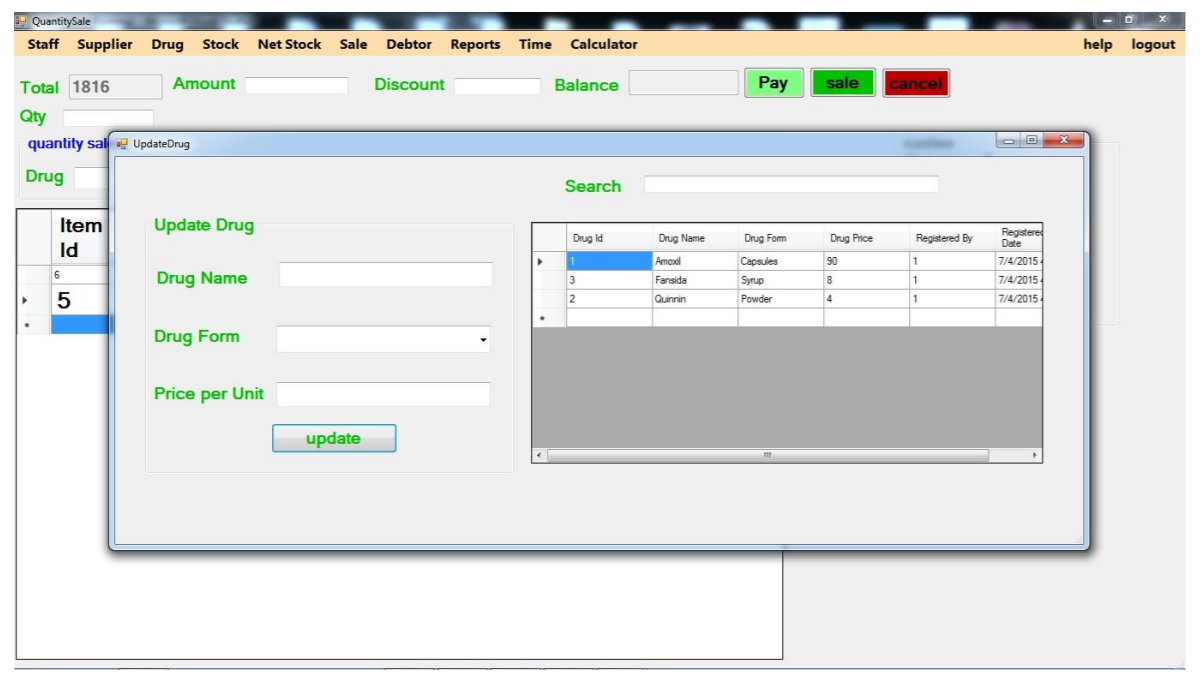 QuantitySale
Staff Supplier Drug Stock Net Stock Sale Debtor Reports Time Calculator help logout
Total 1816 Amount Discount Balance Pay sale cancel
Qty
quantity sal
Drug
Item Id
6
5
UpdateDrug
Search
Update Drug
Drug Name
Drug Form
Price per Unit
update
Drug Id Drug Name Drug Form Drug Price Registered By Registered Date
1 Amoxil Capsules 90 1 7/4/2015 4
3 Fansida Syrup 8 1 7/4/2015 4
2 Quinnin Powder 4 1 7/4/2015 4